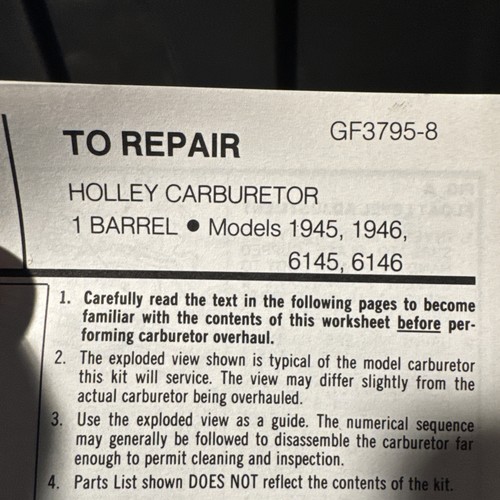 GF3795-8
TO REPAIR
HOLLEY CARBURETOR
1 BARREL ● Models 1945, 1946,
6145, 6146
1. Carefully read the text in the following pages to become
familiar with the contents of this worksheet before per-
forming carburetor overhaul.
2. The exploded view shown is typical of the model carburetor
this kit will service. The view may differ slightly from the
actual carburetor being overhauled.
3. Use the exploded view as a guide. The numerical sequence
may generally be followed to disassemble the carburetor far
enough to permit cleaning and inspection.
4. Parts List shown DOES NOT reflect the contents of the kit.